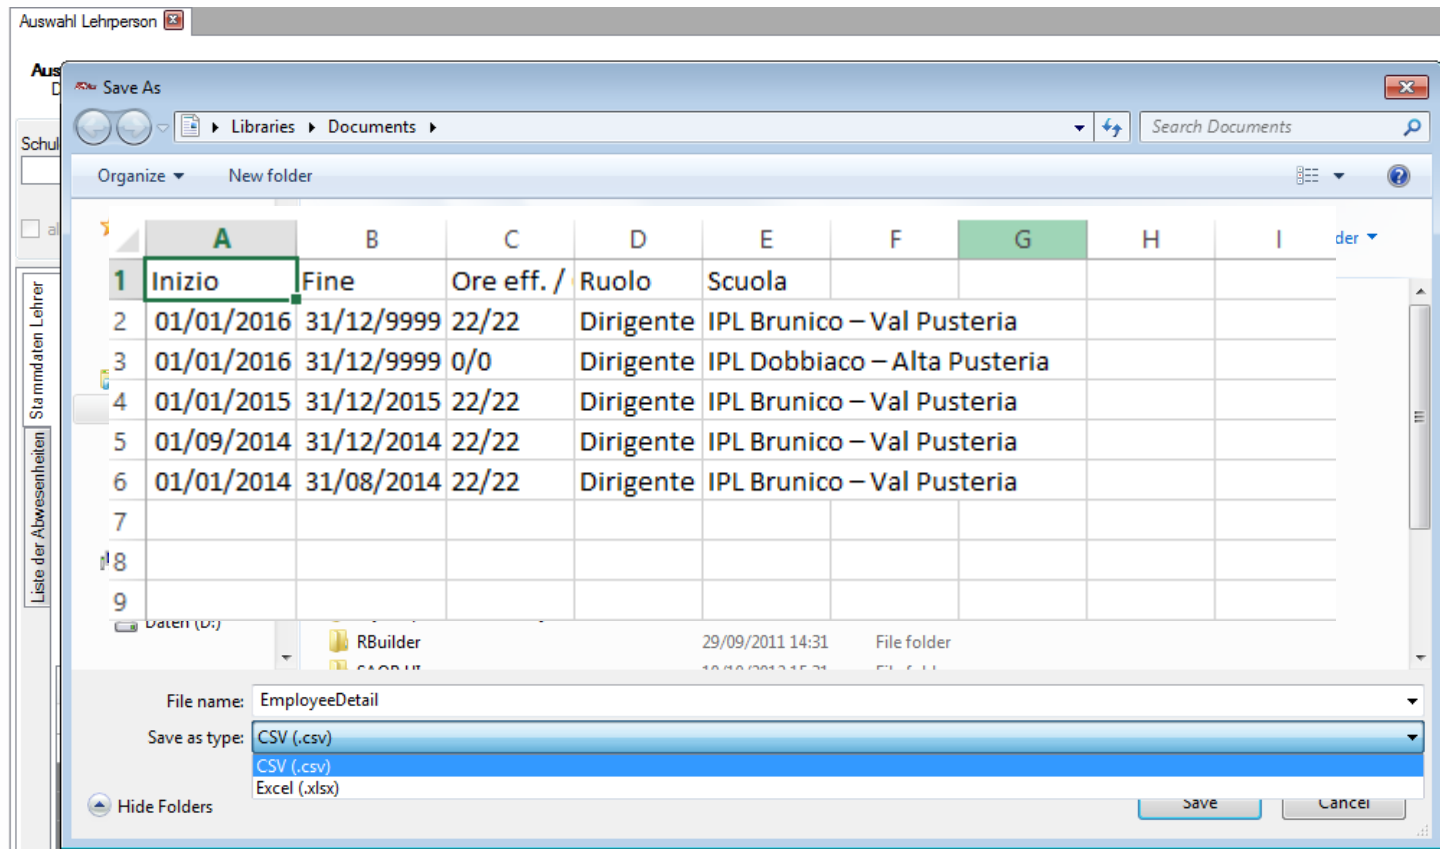 Auswahl Lehrperson
Aus
Save As
Libraries Documents
Search Documents
Schul
Organize New folder
A B C D E F G H I
1 Inizio Fine Ore eff. / Ruolo Scuola
2 01/01/2016 31/12/9999 22/22 Dirigente IPL Brunico – Val Pusteria
3 01/01/2016 31/12/9999 0/0 Dirigente IPL Dobbiaco – Alta Pusteria
4 01/01/2015 31/12/2015 22/22 Dirigente IPL Brunico – Val Pusteria
5 01/09/2014 31/12/2014 22/22 Dirigente IPL Brunico – Val Pusteria
6 01/01/2014 31/08/2014 22/22 Dirigente IPL Brunico – Val Pusteria
7
8
9
Stammdaten Lehrer
Liste der Abwesenheiten
Daten (D:)
RBuilder 29/09/2011 14:31 File folder
File name: EmployeeDetail
Save as type: CSV (.csv)
CSV (.csv)
Excel (.xlsx)
Hide Folders
Save Cancel